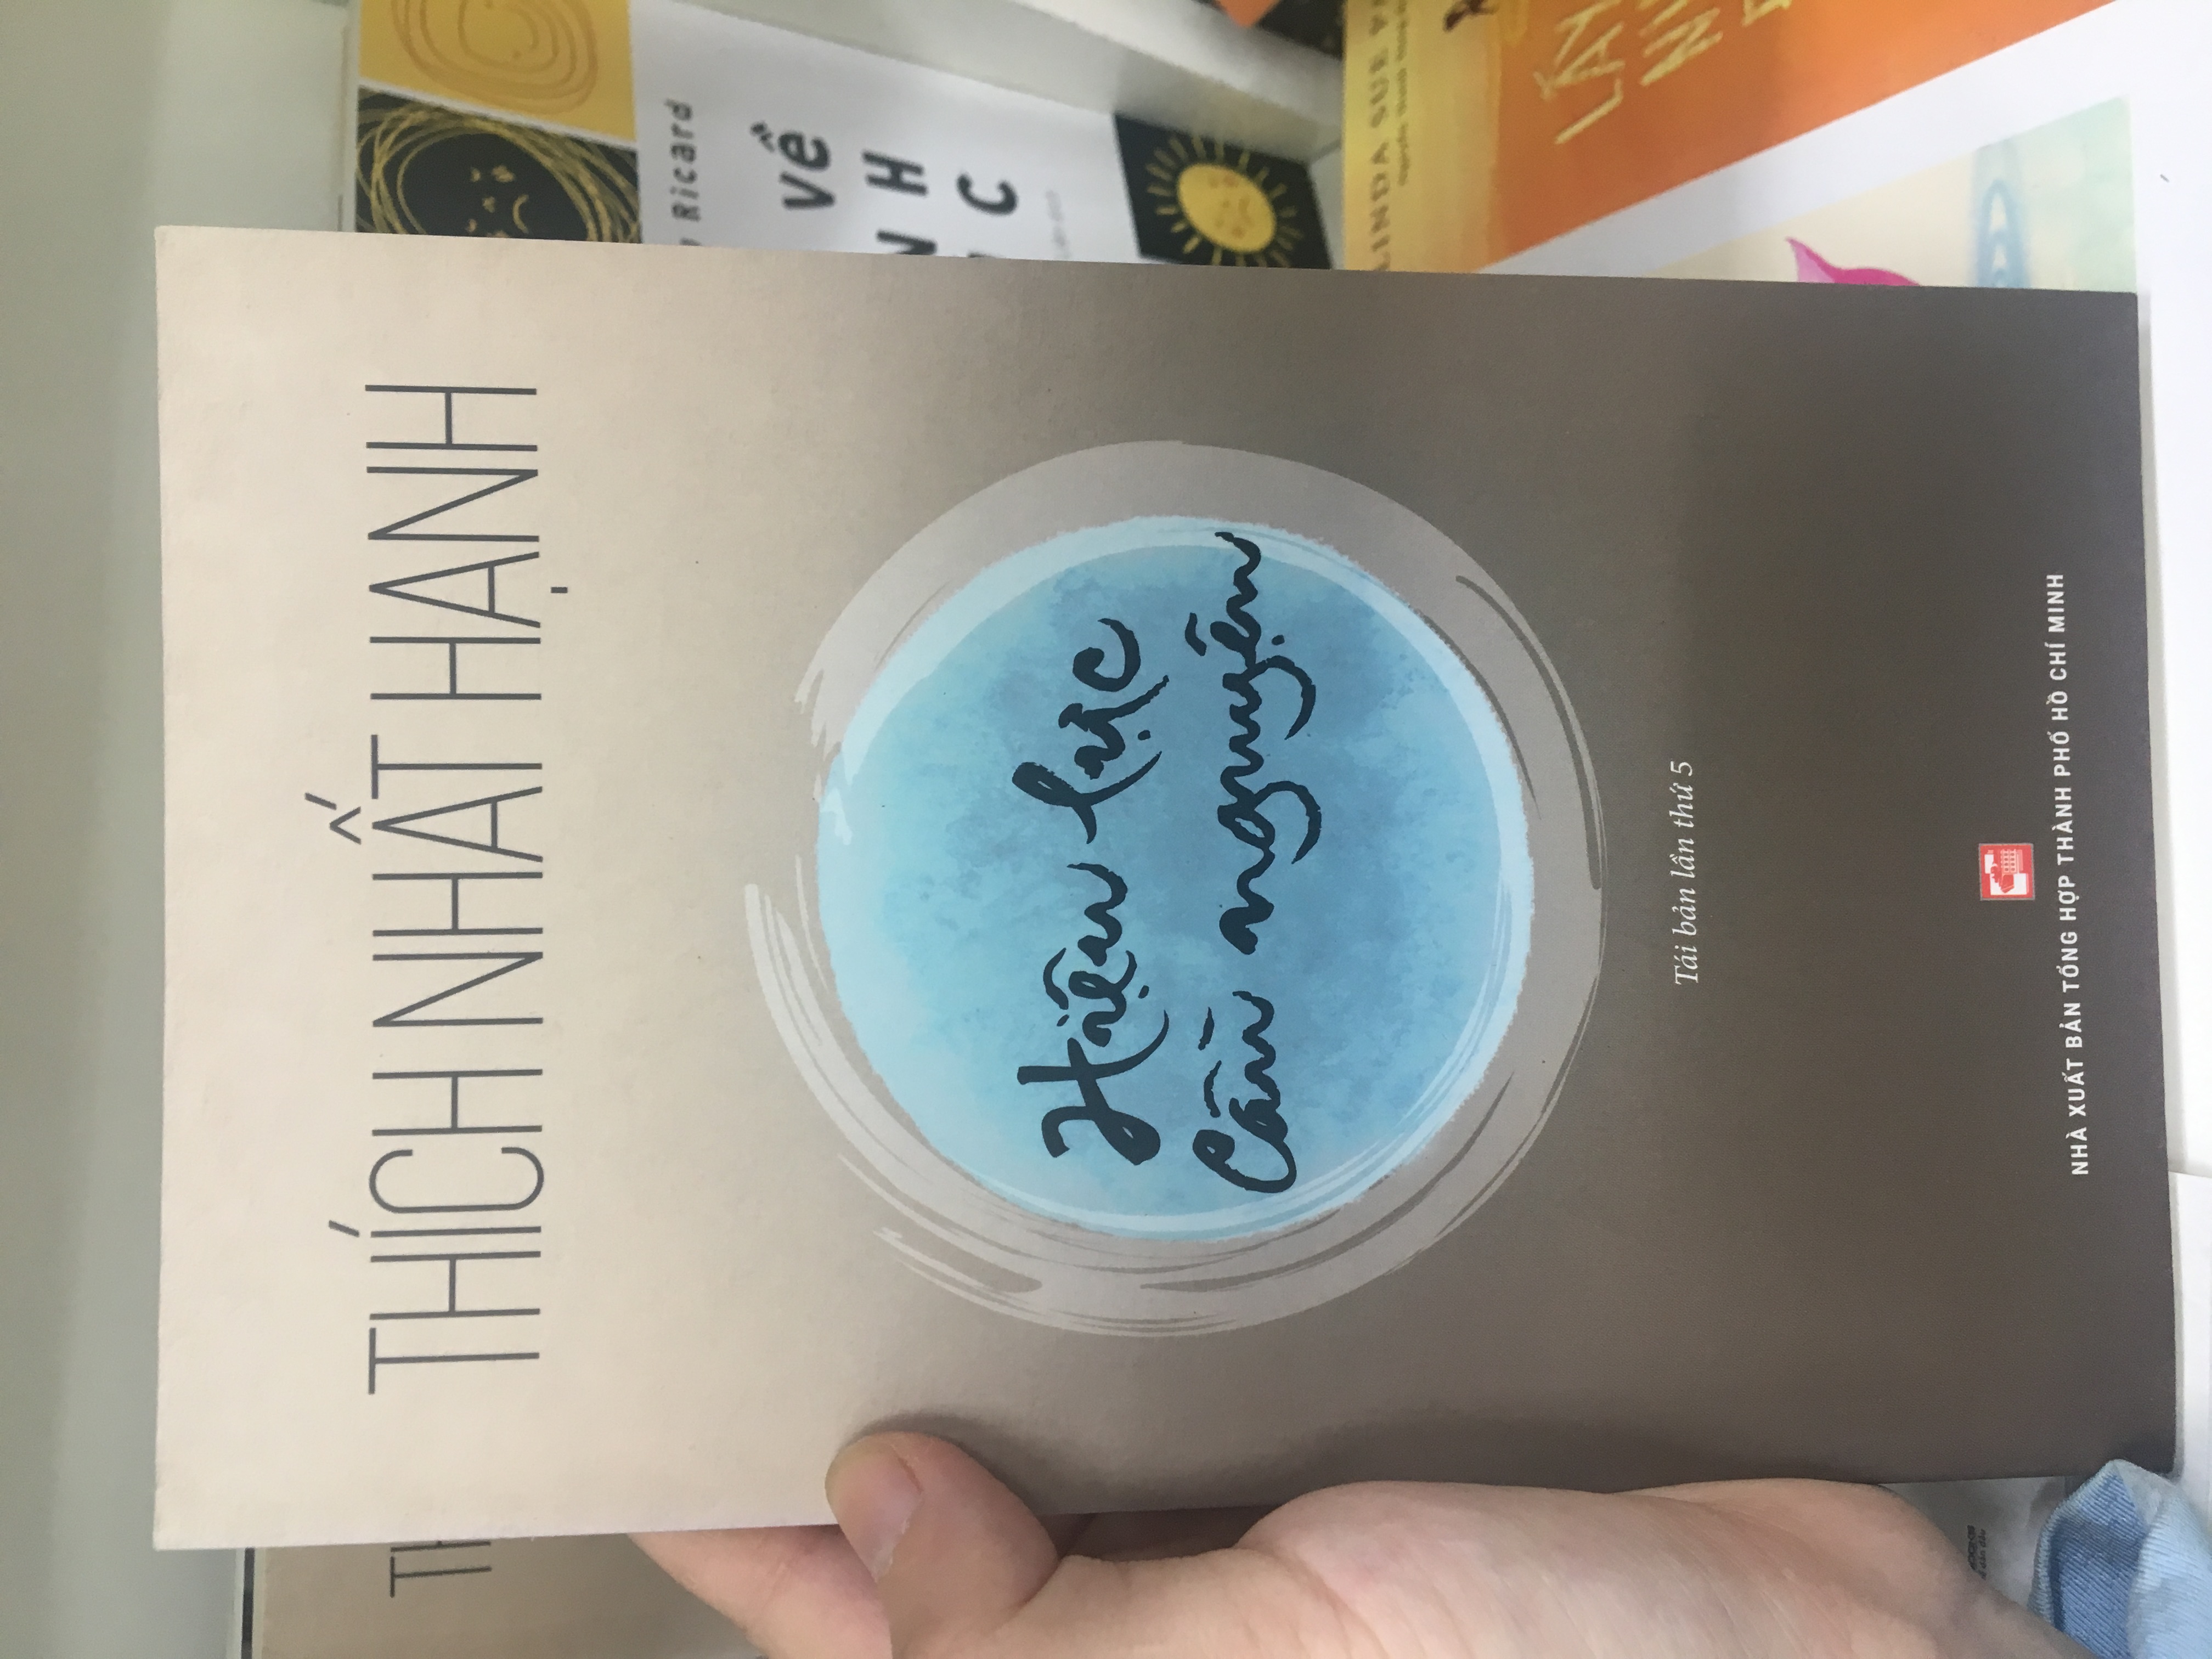 THÍCH NHẤT HẠNH
Hiệu lực
Cầu nguyện
Tái bản lần thứ 5
NHÀ XUẤT BẢN TỔNG HỢP THÀNH PHỐ HỒ CHÍ MINH
TH
Ricard
Về
N H
C
LINDA SUE
LẤY